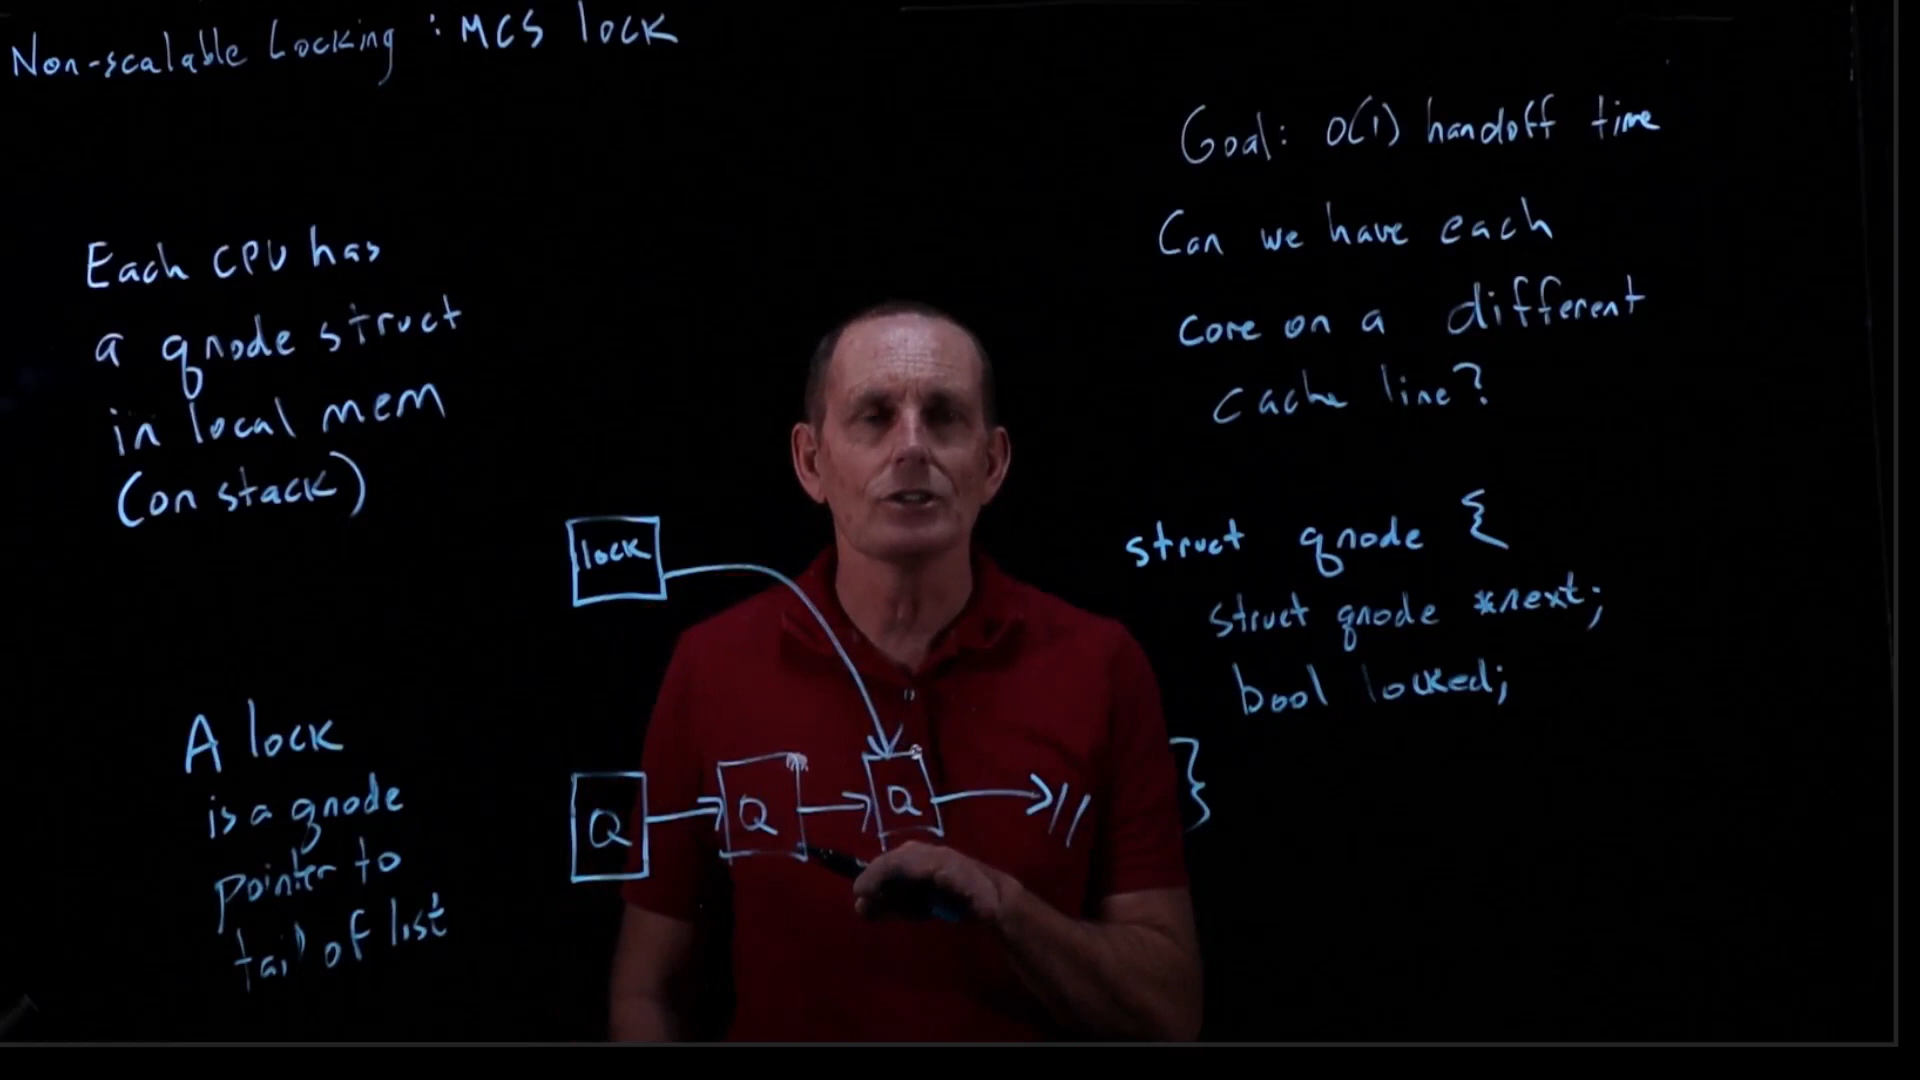 Non-scalable Locking : MCS lock
Goal: O(1) handoff time
Can we have each
core on a different
cache line?
Each CPU has
a qnode struct
in local mem
(on stack)
struct qnode {
struct qnode *next;
bool locked;
}
lock
Q
Q
Q
A lock
is a qnode
pointer to
tail of list